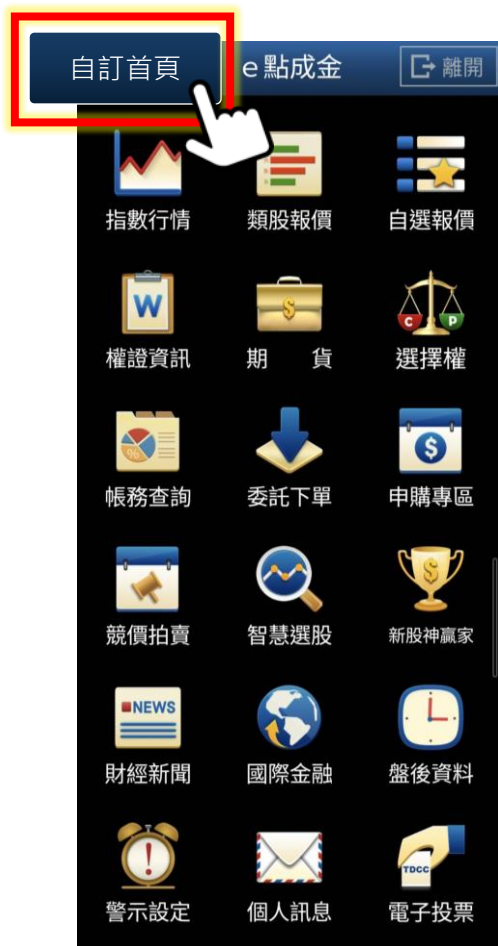 自訂首頁 e點成金 離開
指數行情 類股報價 自選報價
W $ C P
權證資訊 期 貨 選擇權
% $
帳務查詢 委託下單 申購專區
$
競價拍賣 智慧選股 新股神赢家
NEWS
財經新聞 國際金融 盤後資料
! TDCC
警示設定 個人訊息 電子投票